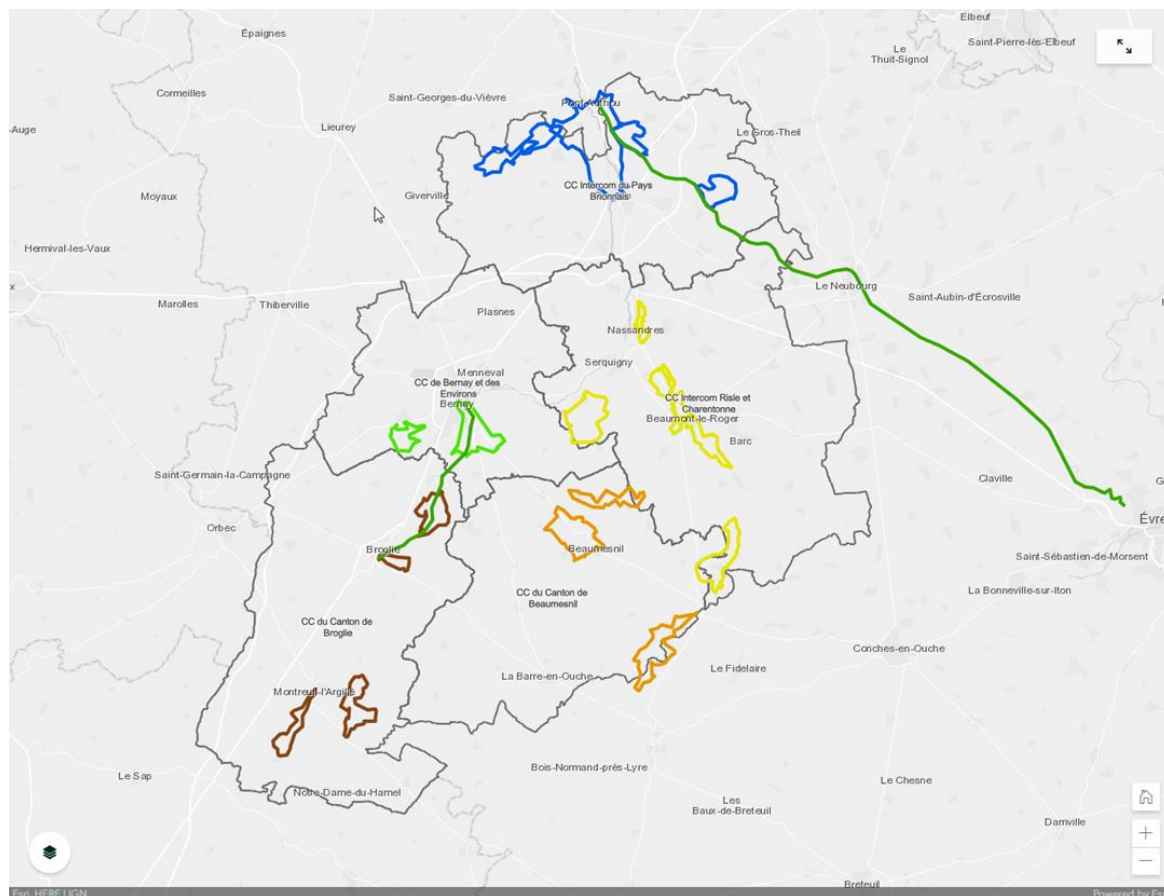 Elbeuf
Épaignes
Saint-Pierre-lès-Elbeuf
Le
Thuit-Signol
Cormeilles
Saint-Georges-du-Vièvre
Pont-Authou
-Auge
Lieurey
Le Gros-Theil
CC Intercom du Pays
Brionnais
Moyaux
Giverville
Hermival-les-Vaux
x
Marolles
Thiberville
Le Neubourg
Saint-Aubin-d'Écrosville
Plasnes
Nassandres
Serquigny
Menneval
CC de Bernay et des
Environs
Bernay
CC Intercom Risle et
Charentonne
Beaumont-le-Roger
Barc
Saint-Germain-la-Campagne
Claville
G
Orbec
Évre
Broglie
Beaumesnil
Saint-Sébastien-de-Morsent
La Bonneville-sur-Iton
CC du Canton de
Beaumesnil
CC du Canton de
Broglie
Conches-en-Ouche
Le Fidelaire
La Barre-en-Ouche
Montreuil-l'Argillé
Le Sap
Bois-Normand-près-Lyre
Le Chesne
Notre-Dame-du-Hamel
Les
Baux-de-Breteuil
Damville
Breteuil
Esri, HERE | IGN
Powered by Es